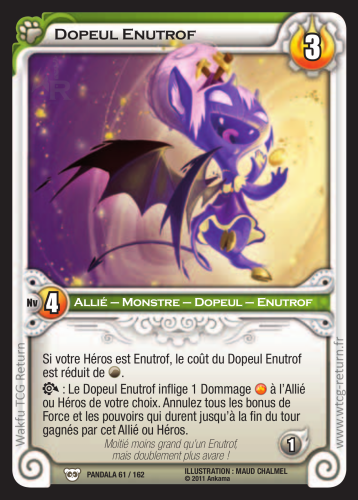 DOPEUL ENUTROF
3
R
Nv 4 ALLIÉ – MONSTRE – DOPEUL – ENUTROF
Wakfu TCG Return
www.wtcg-return.fr
Si votre Héros est Enutrof, le coût du Dopeul Enutrof
est réduit de .
: Le Dopeul Enutrof inflige 1 Dommage à l'Allié
ou Héros de votre choix. Annulez tous les bonus de
Force et les pouvoirs qui durent jusqu'à la fin du tour
gagnés par cet Allié ou Héros.
Moitié moins grand qu'un Enutrof,
mais doublement plus avare !
1
PANDALA 61 / 162
ILLUSTRATION : MAUD CHALMEL
© 2011 Ankama